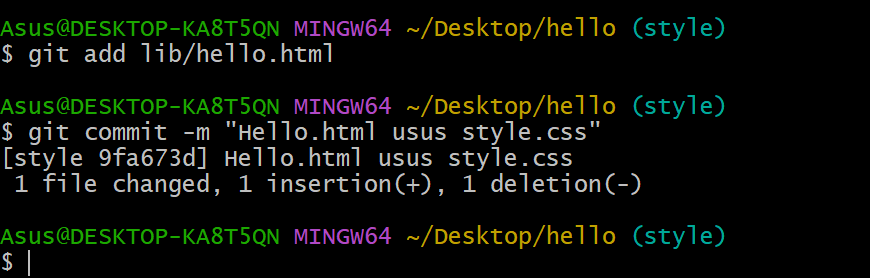 Asus@DESKTOP-KA8T5QN MINGW64 ~/Desktop/hello (style)
$ git add lib/hello.html
Asus@DESKTOP-KA8T5QN MINGW64 ~/Desktop/hello (style)
$ git commit -m "Hello.html usus style.css"
[style 9fa673d] Hello.html usus style.css
 1 file changed, 1 insertion(+), 1 deletion(-)
Asus@DESKTOP-KA8T5QN MINGW64 ~/Desktop/hello (style)
$